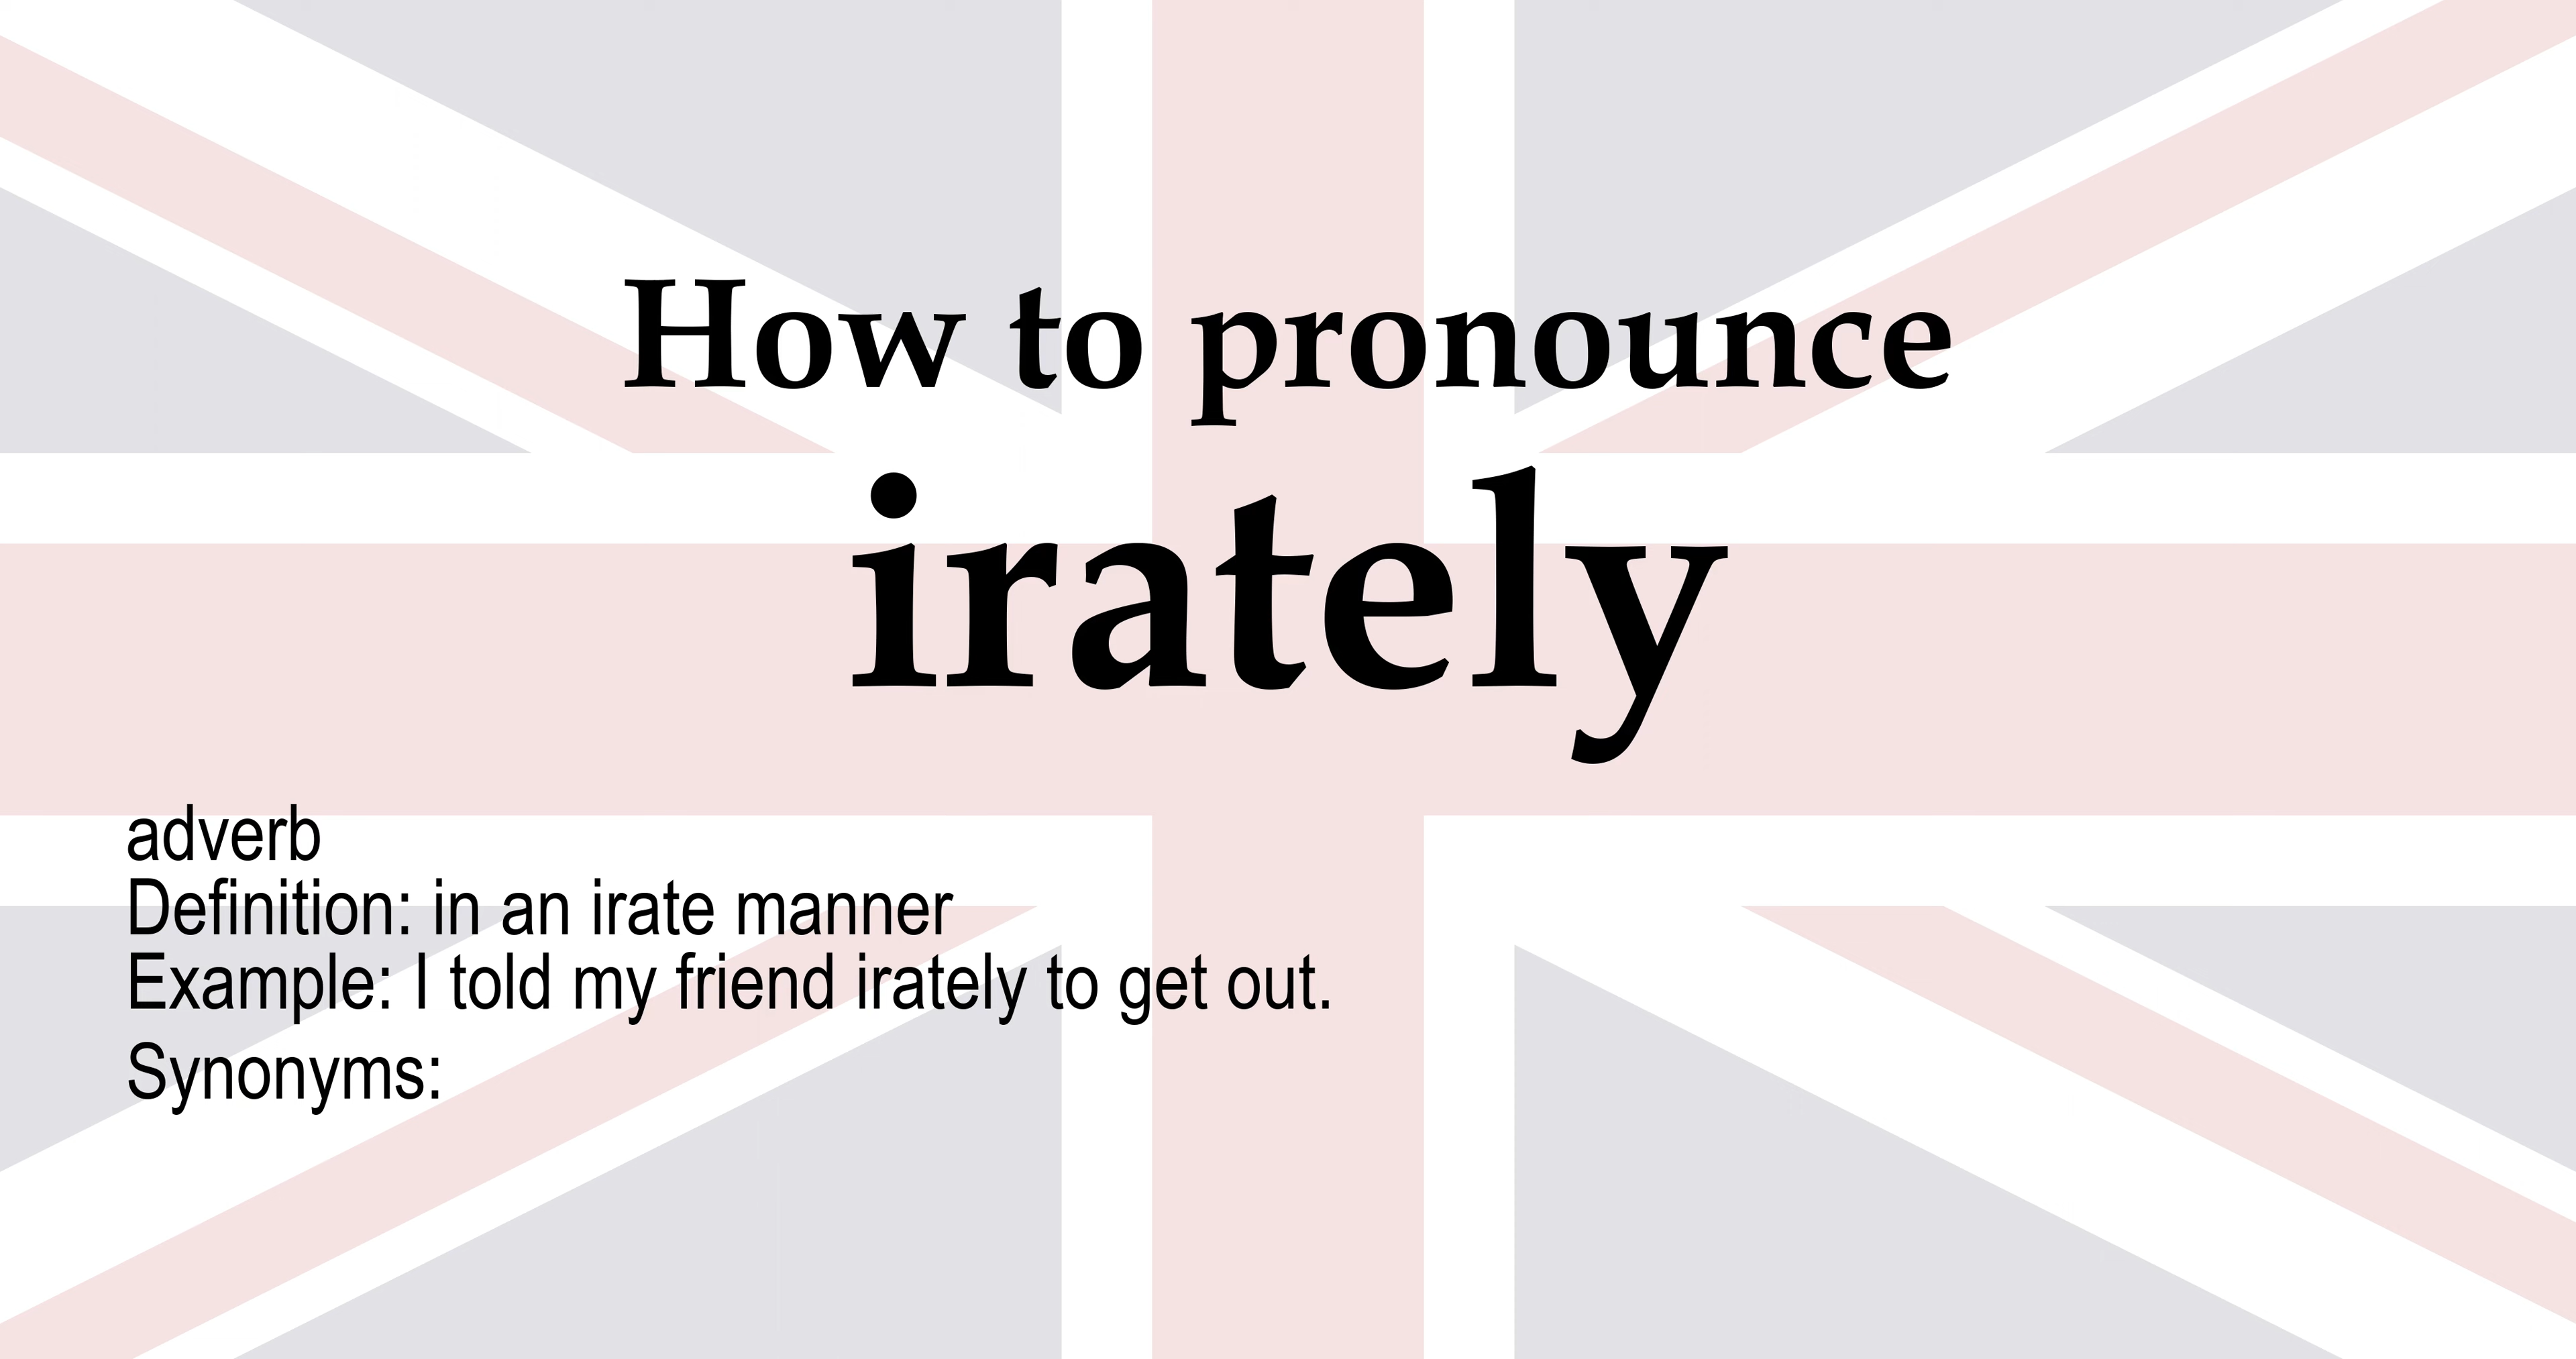 How to pronounce
irately
adverb
Definition: in an irate manner
Example: I told my friend irately to get out.
Synonyms: